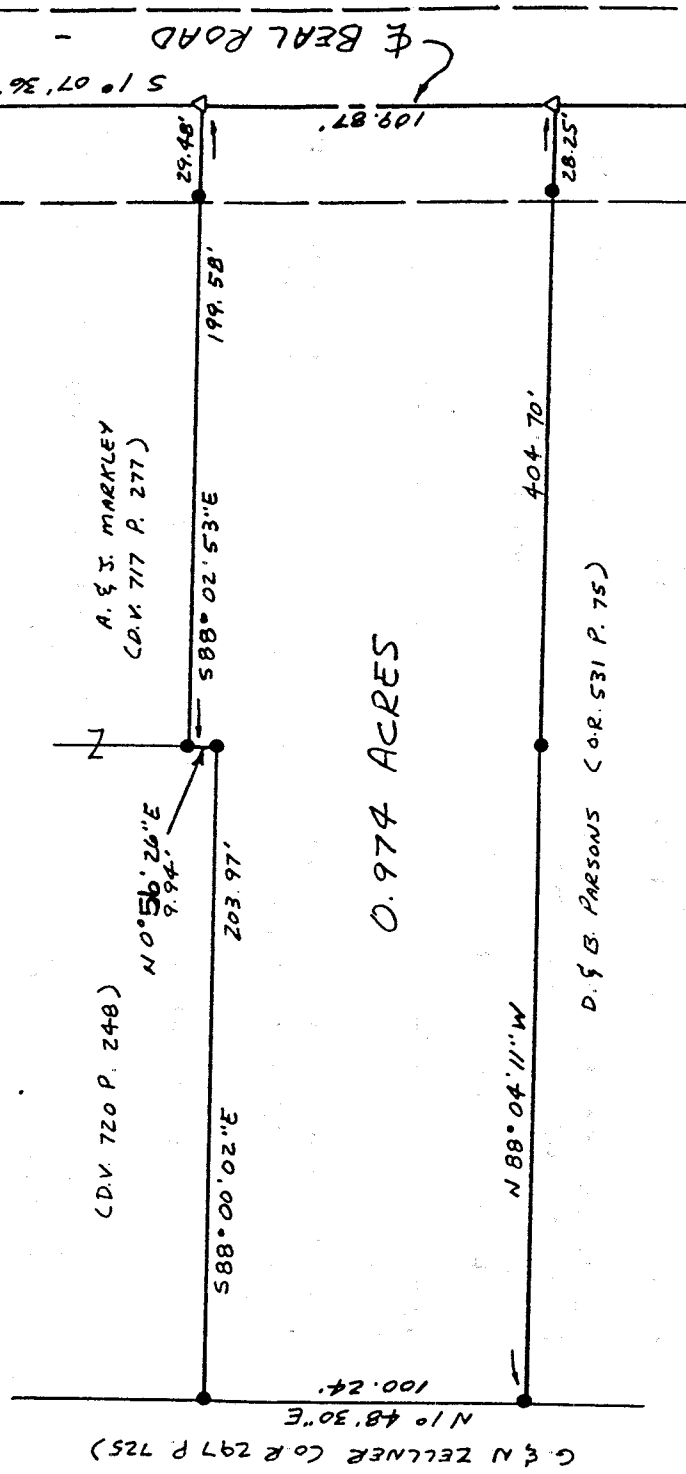 ℄ BEAL ROAD -
S 1° 07' 36
109.87'
29.48'
28.25'
199.58'
S88° 02' 53"E
A. & J. MARKLEY
(D.V. 717 P. 277)
404.70'
N 0° 56' 26"E
9.94'
203.97'
0.974 ACRES
D. & B. PARSONS (O.R. 531 P. 75)
(D.V. 720 P. 248)
S88° 00' 02"E
N 88° 04' 11" W
100.24'
N 1° 48' 30"E
G & N ZELLNER (O R 297 P 725)